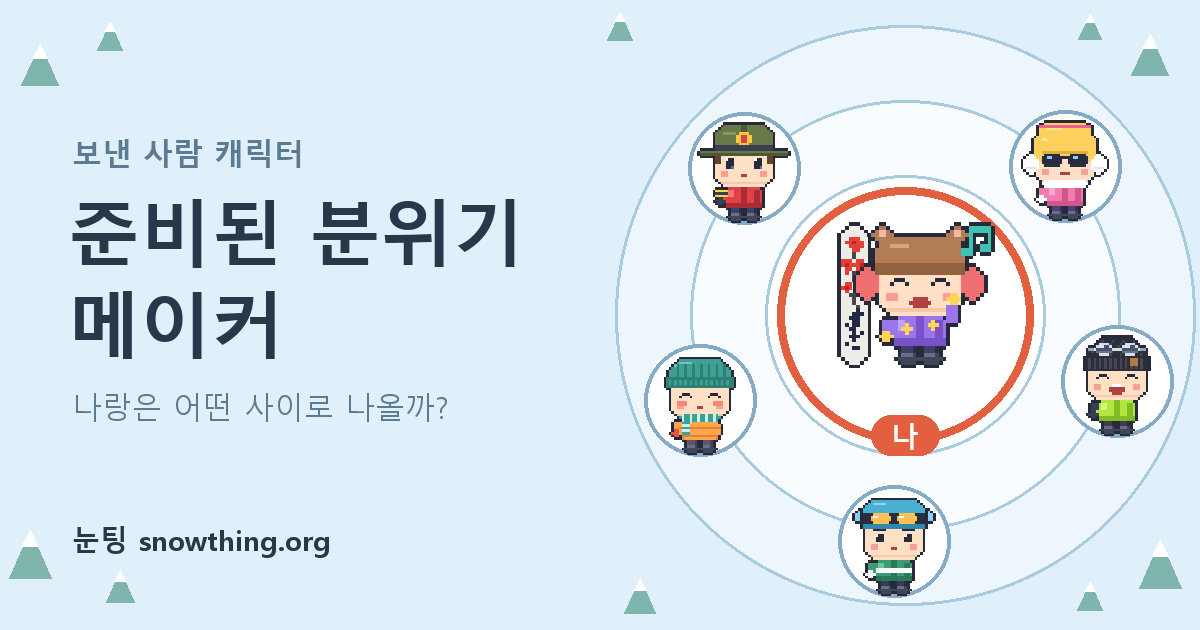 보낸 사람 캐릭터
준비된 분위기
메이커
나랑은 어떤 사이로 나올까?
눈팅 snowthing.org
나